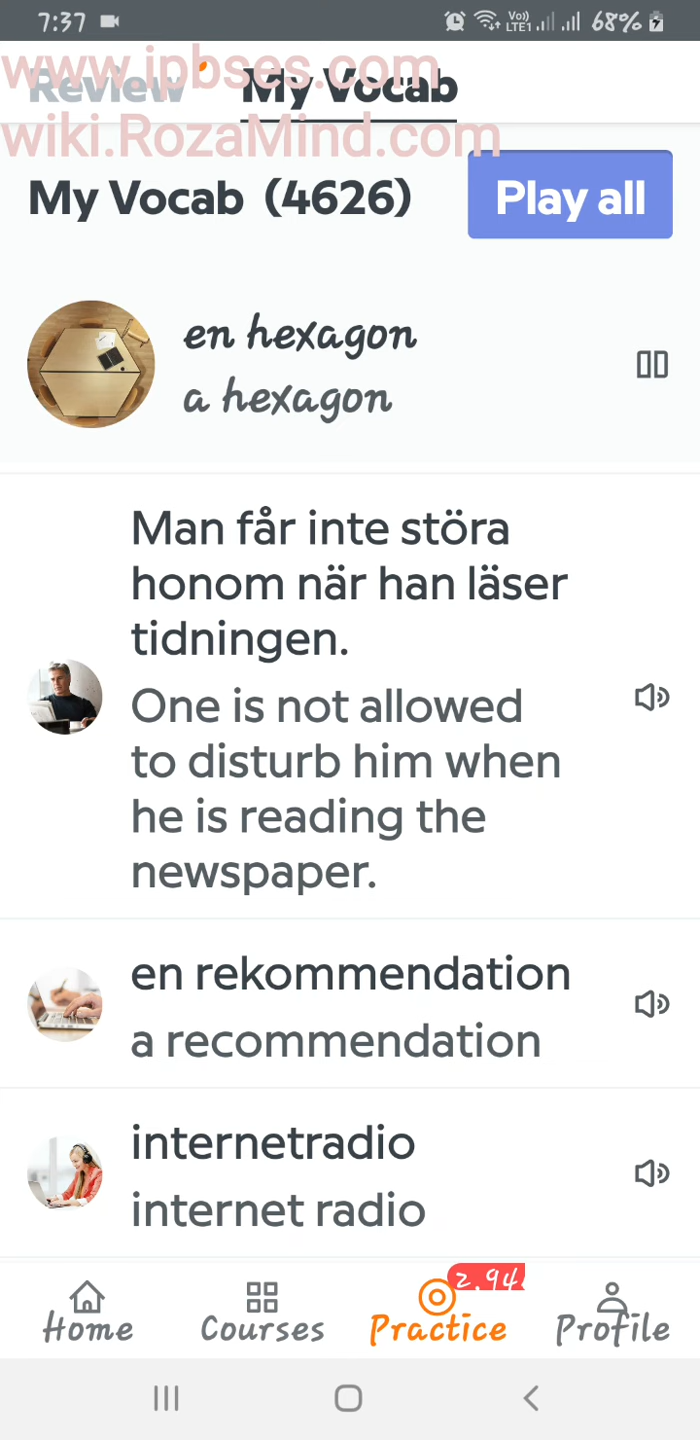 7:37
Vo))
LTE1
68%
www.ipbses.com
Review My Vocab
wiki.RozaMind.com
My Vocab (4626)
Play all
en hexagon
a hexagon
Man får inte störa
honom när han läser
tidningen.
One is not allowed
to disturb him when
he is reading the
newspaper.
en rekommendation
a recommendation
internetradio
internet radio
2,94
Home Courses Practice Profile